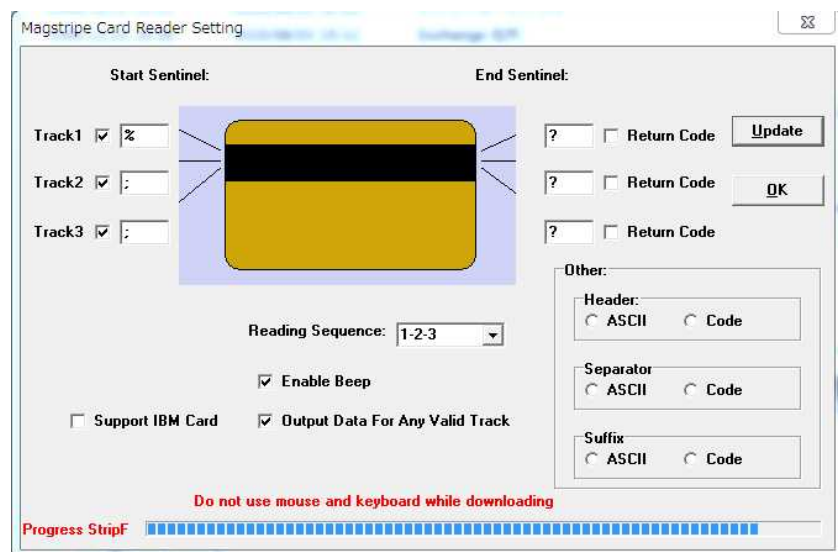 Magstripe Card Reader Setting
Start Sentinel: End Sentinel:
Track1 % ? Return Code Update
Track2 ; ? Return Code OK
Track3 ; ? Return Code
Other:
Header:
ASCII Code
Reading Sequence: 1-2-3
Separator
Enable Beep
ASCII Code
Support IBM Card Output Data For Any Valid Track
Suffix
ASCII Code
Do not use mouse and keyboard while downloading
Progress StripF